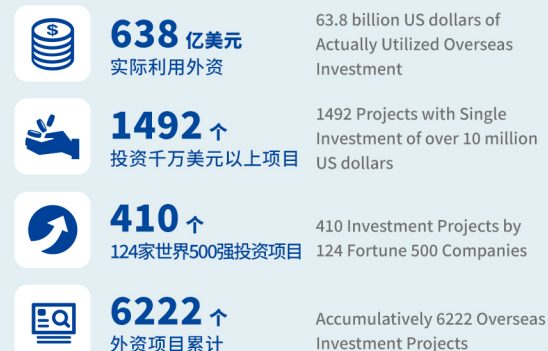 $
638 亿美元
实际利用外资
63.8 billion US dollars of
Actually Utilized Overseas
Investment
1492 个
投资千万美元以上项目
1492 Projects with Single
Investment of over 10 million
US dollars
410 个
124家世界500强投资项目
410 Investment Projects by
124 Fortune 500 Companies
6222 个
外资项目累计
Accumulatively 6222 Overseas
Investment Projects